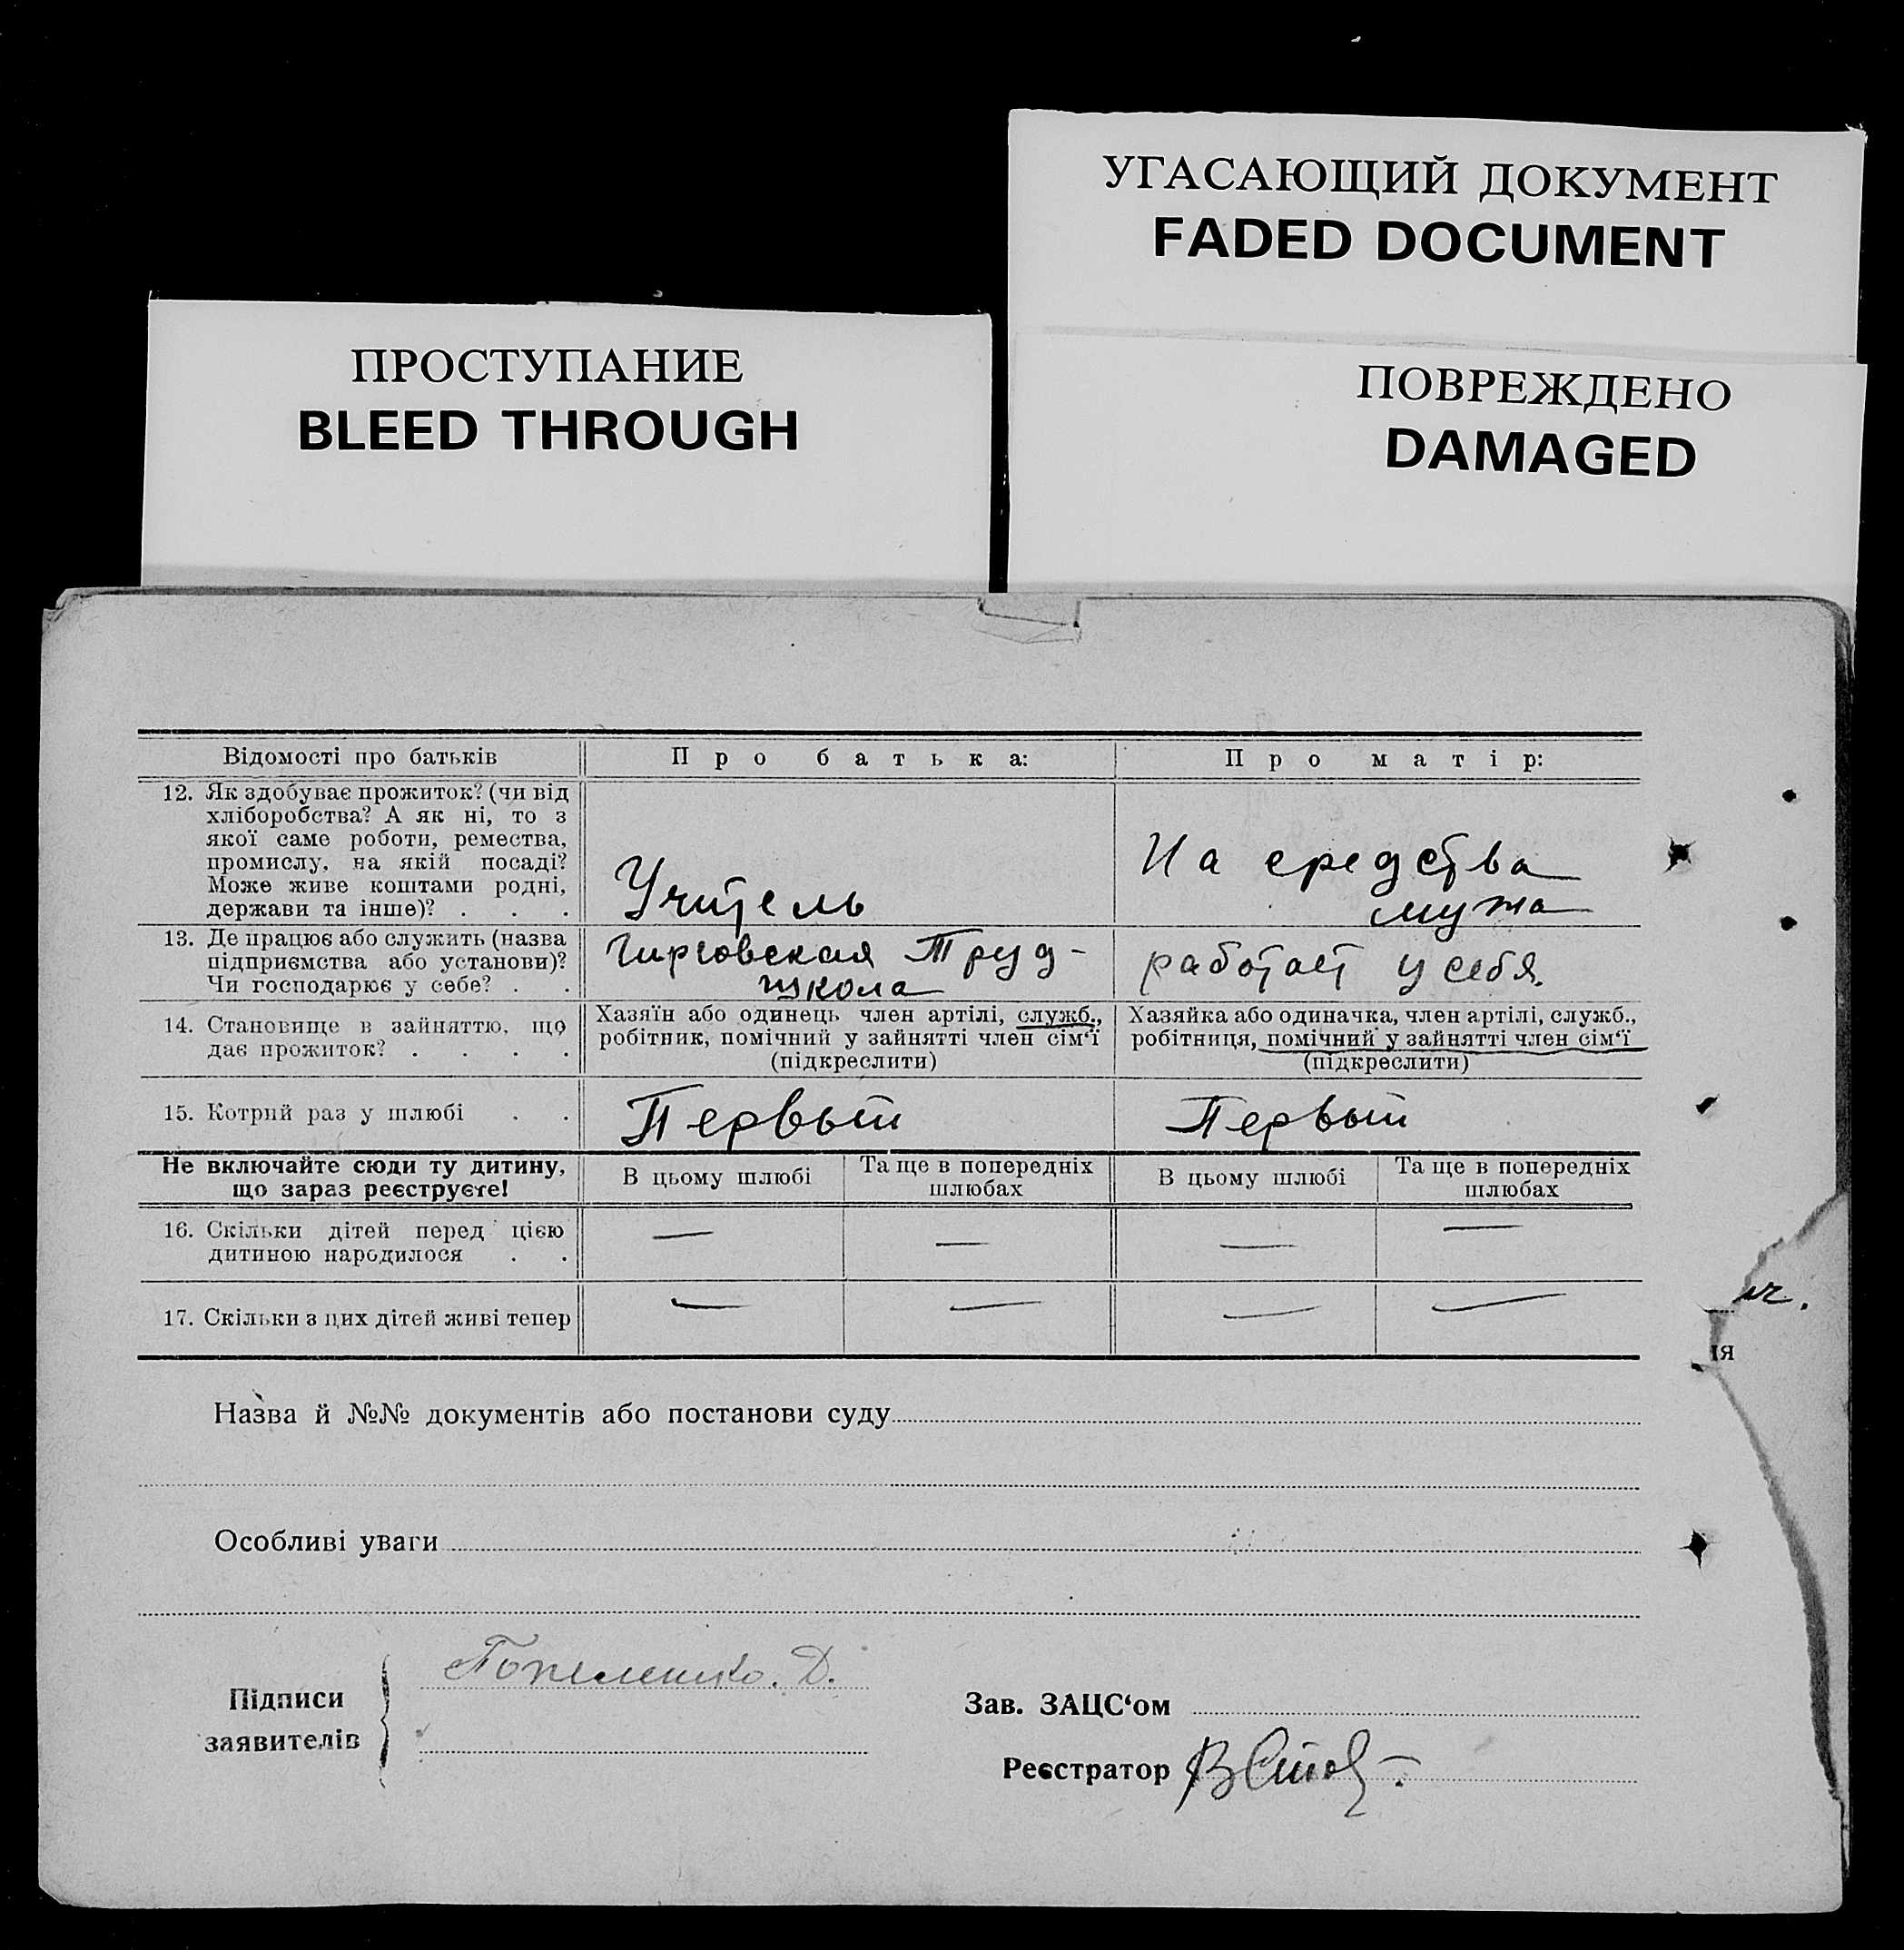 УГАСАЮЩИЙ ДОКУМЕНТ
FADED DOCUMENT
ПРОСТУПАНИЕ
BLEED THROUGH
ПОВРЕЖДЕНО
DAMAGED
Відомості про батьків
Про батька:
Про матір:
12. Як здобуває прожиток? (чи від
хліборобства? А як ні, то з
якої саме роботи, ремества,
промислу, на якій посаді?
Може живе коштами родні,
держави та інше)? . . .
Учитель
На средства
мужа
13. Де працює або служить (назва
підприємства або установи)?
Чи господарює у себе? . .
Труд-
школа
работает у себя.
14. Становище в зайняттю, що
дає прожиток? . . . .
Хазяїн або одинець член артілі, служб.,
робітник, помічний у зайнятті член сім‘ї
(підкреслити)
Хазяйка або одиначка, член артілі, служб.,
робітниця, помічний у зайнятті член сім‘ї
(підкреслити)
15. Котрий раз у шлюбі . .
Первый
Первый
Не включайте сюди ту дитину,
що зараз реєструєте!
В цьому шлюбі
Та ще в попередніх
шлюбах
В цьому шлюбі
Та ще в попередніх
шлюбах
16. Скільки дітей перед цією
дитиною народилося . .
— — — —
17. Скільки з цих дітей живі тепер
— — — —
ія
Назва й №№ документів або постанови суду
Особливі уваги
Підписи
заявителів
Д.
Зав. ЗАЦС‘ом
Реєстратор